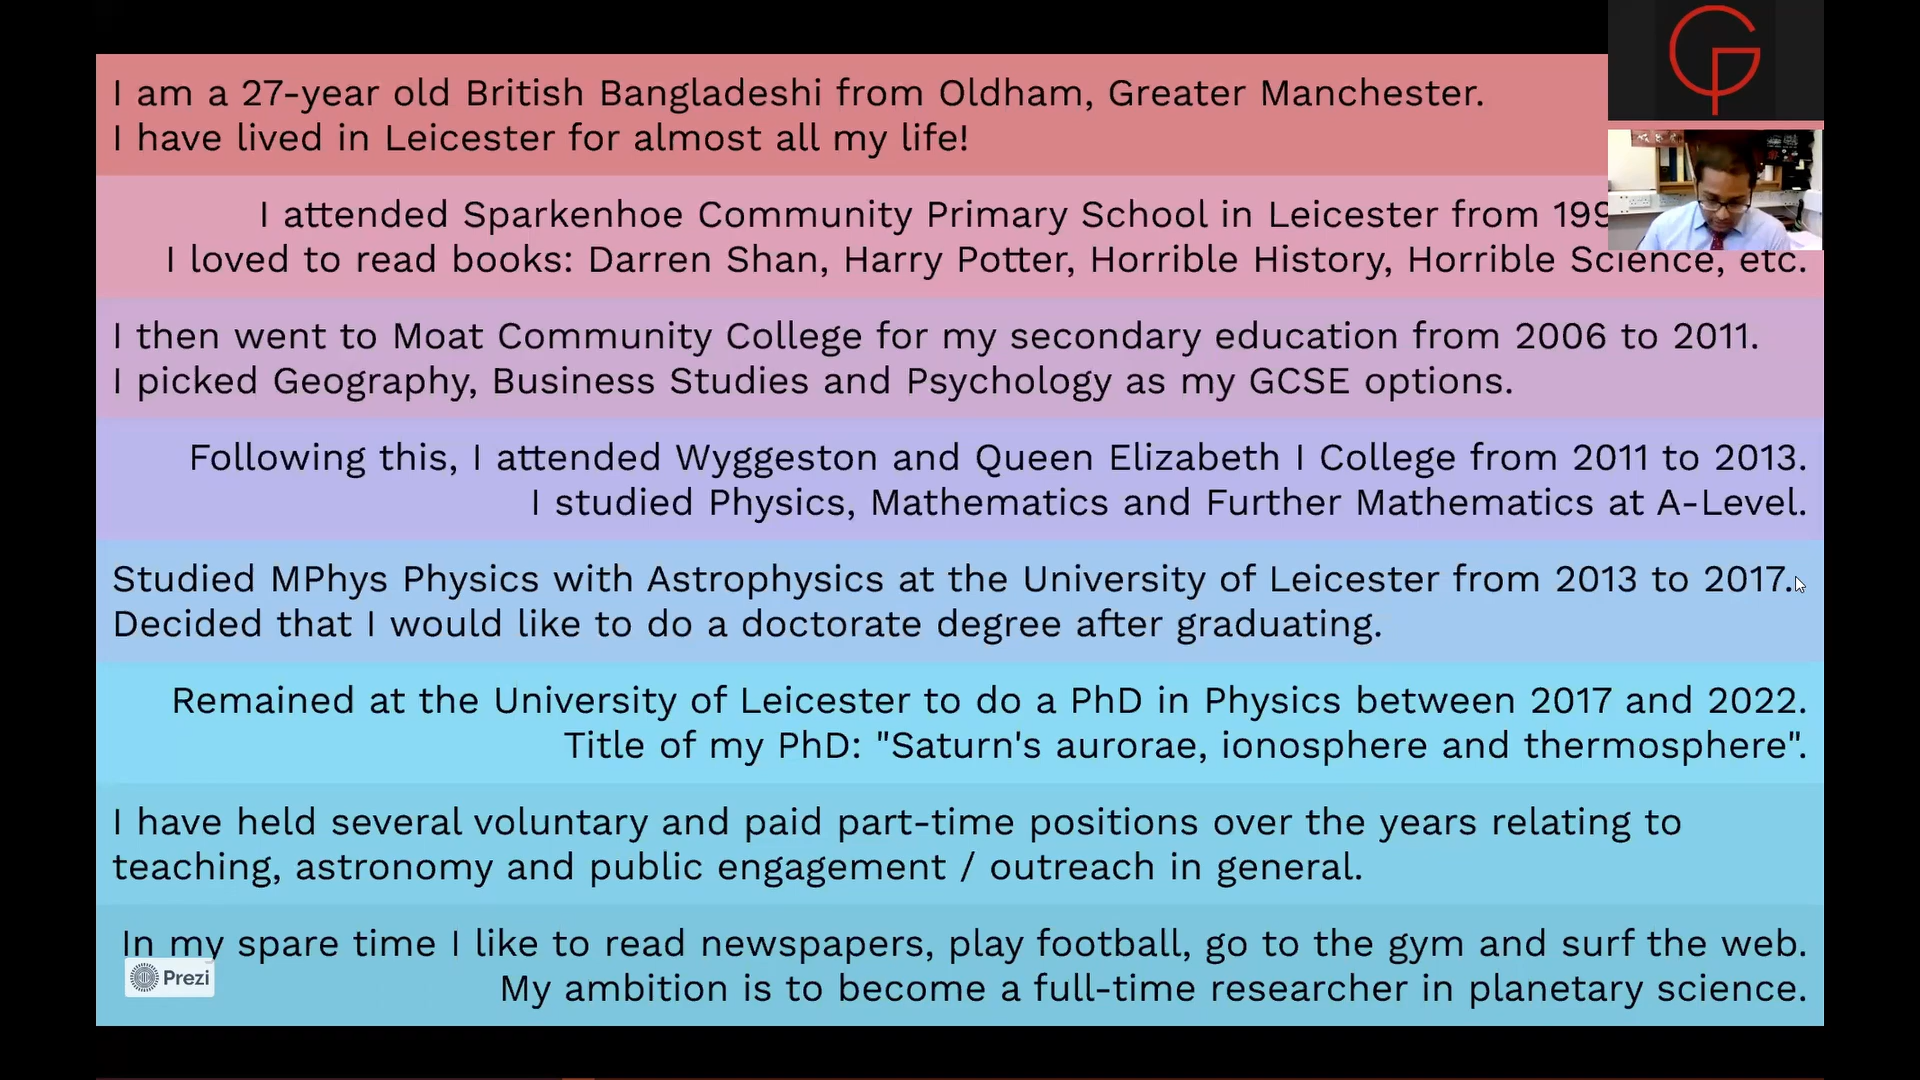 I am a 27-year old British Bangladeshi from Oldham, Greater Manchester.
I have lived in Leicester for almost all my life!
I attended Sparkenhoe Community Primary School in Leicester from
I loved to read books: Darren Shan, Harry Potter, Horrible History, Horrible Science, etc.
I then went to Moat Community College for my secondary education from 2006 to 2011.
I picked Geography, Business Studies and Psychology as my GCSE options.
Following this, I attended Wyggeston and Queen Elizabeth I College from 2011 to 2013.
I studied Physics, Mathematics and Further Mathematics at A-Level.
Studied MPhys Physics with Astrophysics at the University of Leicester from 2013 to 2017.
Decided that I would like to do a doctorate degree after graduating.
Remained at the University of Leicester to do a PhD in Physics between 2017 and 2022.
Title of my PhD: "Saturn's aurorae, ionosphere and thermosphere".
I have held several voluntary and paid part-time positions over the years relating to
teaching, astronomy and public engagement / outreach in general.
In my spare time I like to read newspapers, play football, go to the gym and surf the web.
My ambition is to become a full-time researcher in planetary science.
Prezi